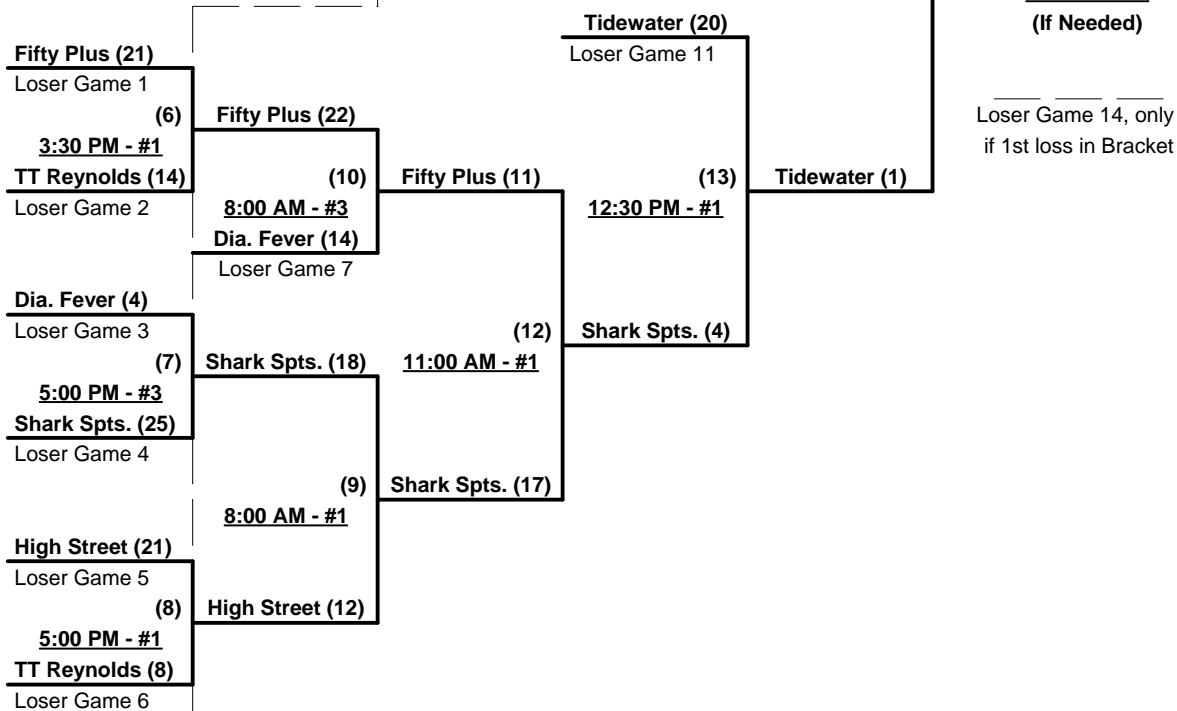 Tidewater (20)
(If Needed)
Fifty Plus (21)
Loser Game 11
Loser Game 1
(6)
Fifty Plus (22)
Loser Game 14, only
3:30 PM - #1
if 1st loss in Bracket
TT Reynolds (14)
(10)
Fifty Plus (11)
(13)
Tidewater (1)
Loser Game 2
8:00 AM - #3
12:30 PM - #1
Dia. Fever (14)
Loser Game 7
Dia. Fever (4)
Loser Game 3
(12)
Shark Spts. (4)
(7)
Shark Spts. (18)
11:00 AM - #1
5:00 PM - #3
Shark Spts. (25)
Loser Game 4
(9)
Shark Spts. (17)
8:00 AM - #1
High Street (21)
Loser Game 5
(8)
High Street (12)
5:00 PM - #1
TT Reynolds (8)
Loser Game 6